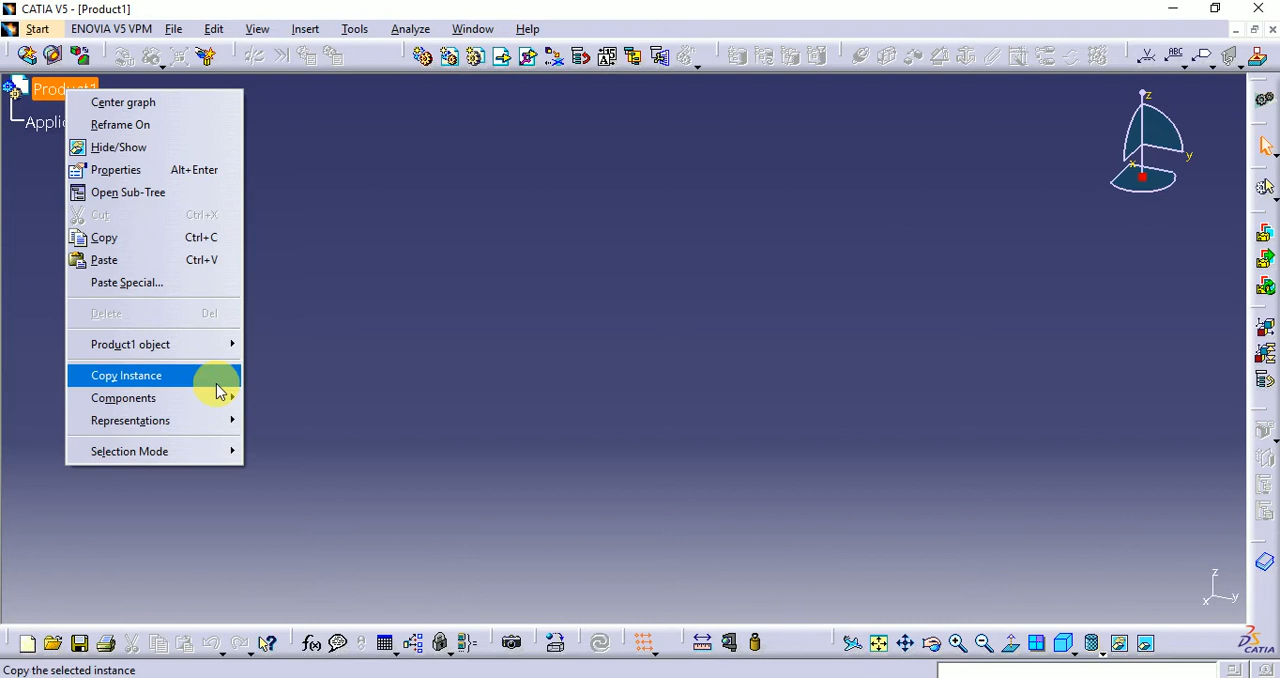 CATIA V5 - [Product1]
Start ENOVIA V5 VPM File Edit View Insert Tools Analyze Window Help
Product1
Applic
Center graph
Reframe On
Hide/Show
Properties Alt+Enter
Open Sub-Tree
Cut Ctrl+X
Copy Ctrl+C
Paste Ctrl+V
Paste Special...
Delete Del
Product1 object
Copy Instance
Components
Representations
Selection Mode
z
y
x
z
x y
f(x)
CATIA
Copy the selected instance